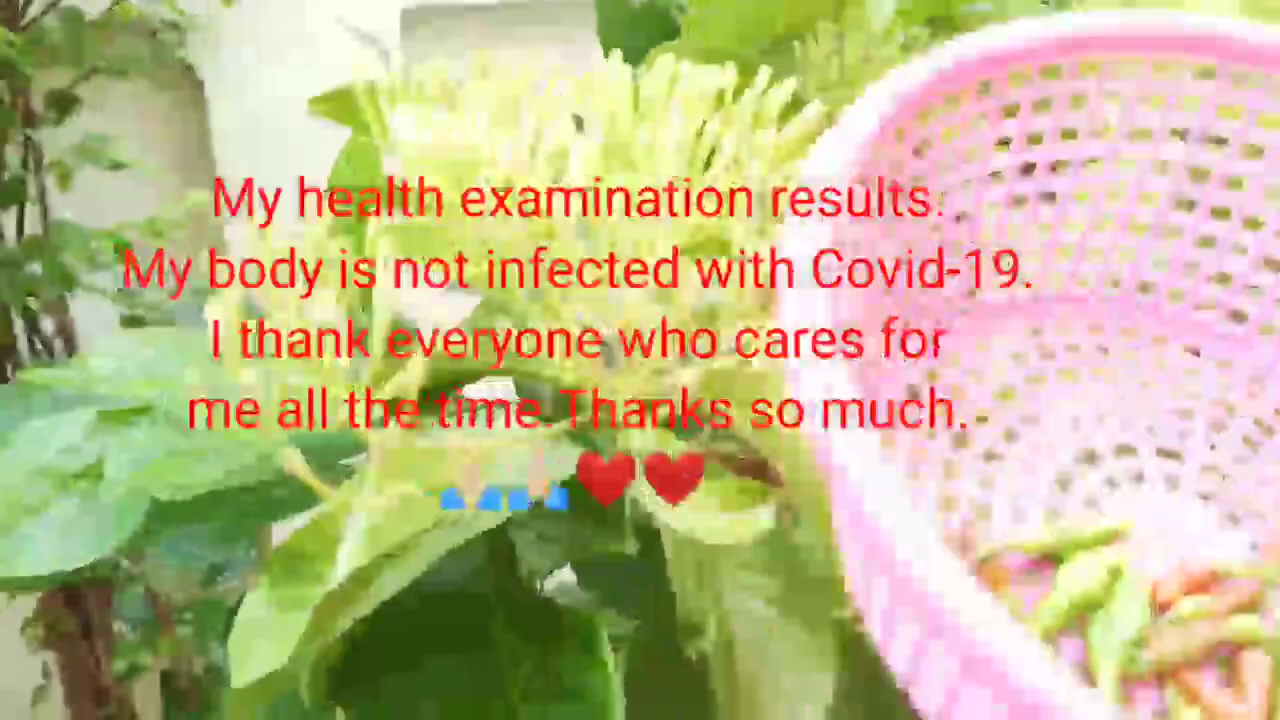 My health examination results.
My body is not infected with Covid-19.
I thank everyone who cares for
me all the time.Thanks so much.
🙏🏻🙏🏻❤️❤️